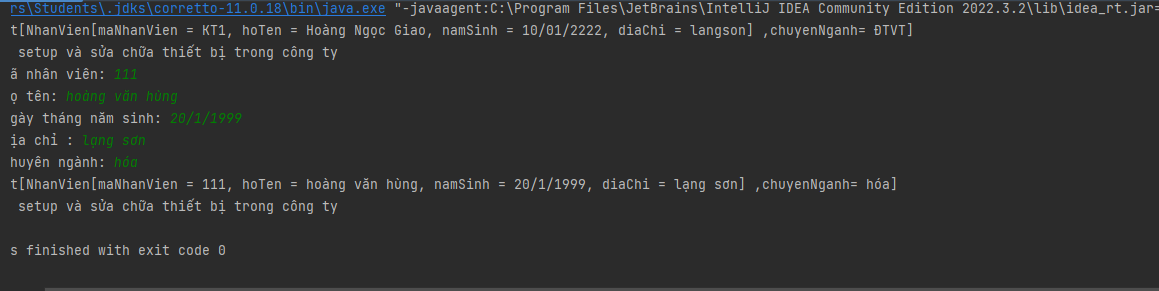 rs\Students\.jdks\corretto-11.0.18\bin\java.exe "-javaagent:C:\Program Files\JetBrains\IntelliJ IDEA Community Edition 2022.3.2\lib\idea_rt.jar=
t[NhanVien[maNhanVien = KT1, hoTen = Hoàng Ngọc Giao, namSinh = 10/01/2222, diaChi = langson] ,chuyenNganh= ĐTVT]
setup và sửa chữa thiết bị trong công ty
ã nhân viên: 111
ọ tên: hoàng văn hùng
gày tháng năm sinh: 20/1/1999
ịa chỉ : lạng sơn
huyên ngành: hóa
t[NhanVien[maNhanVien = 111, hoTen = hoàng văn hùng, namSinh = 20/1/1999, diaChi = lạng sơn] ,chuyenNganh= hóa]
setup và sửa chữa thiết bị trong công ty
s finished with exit code 0